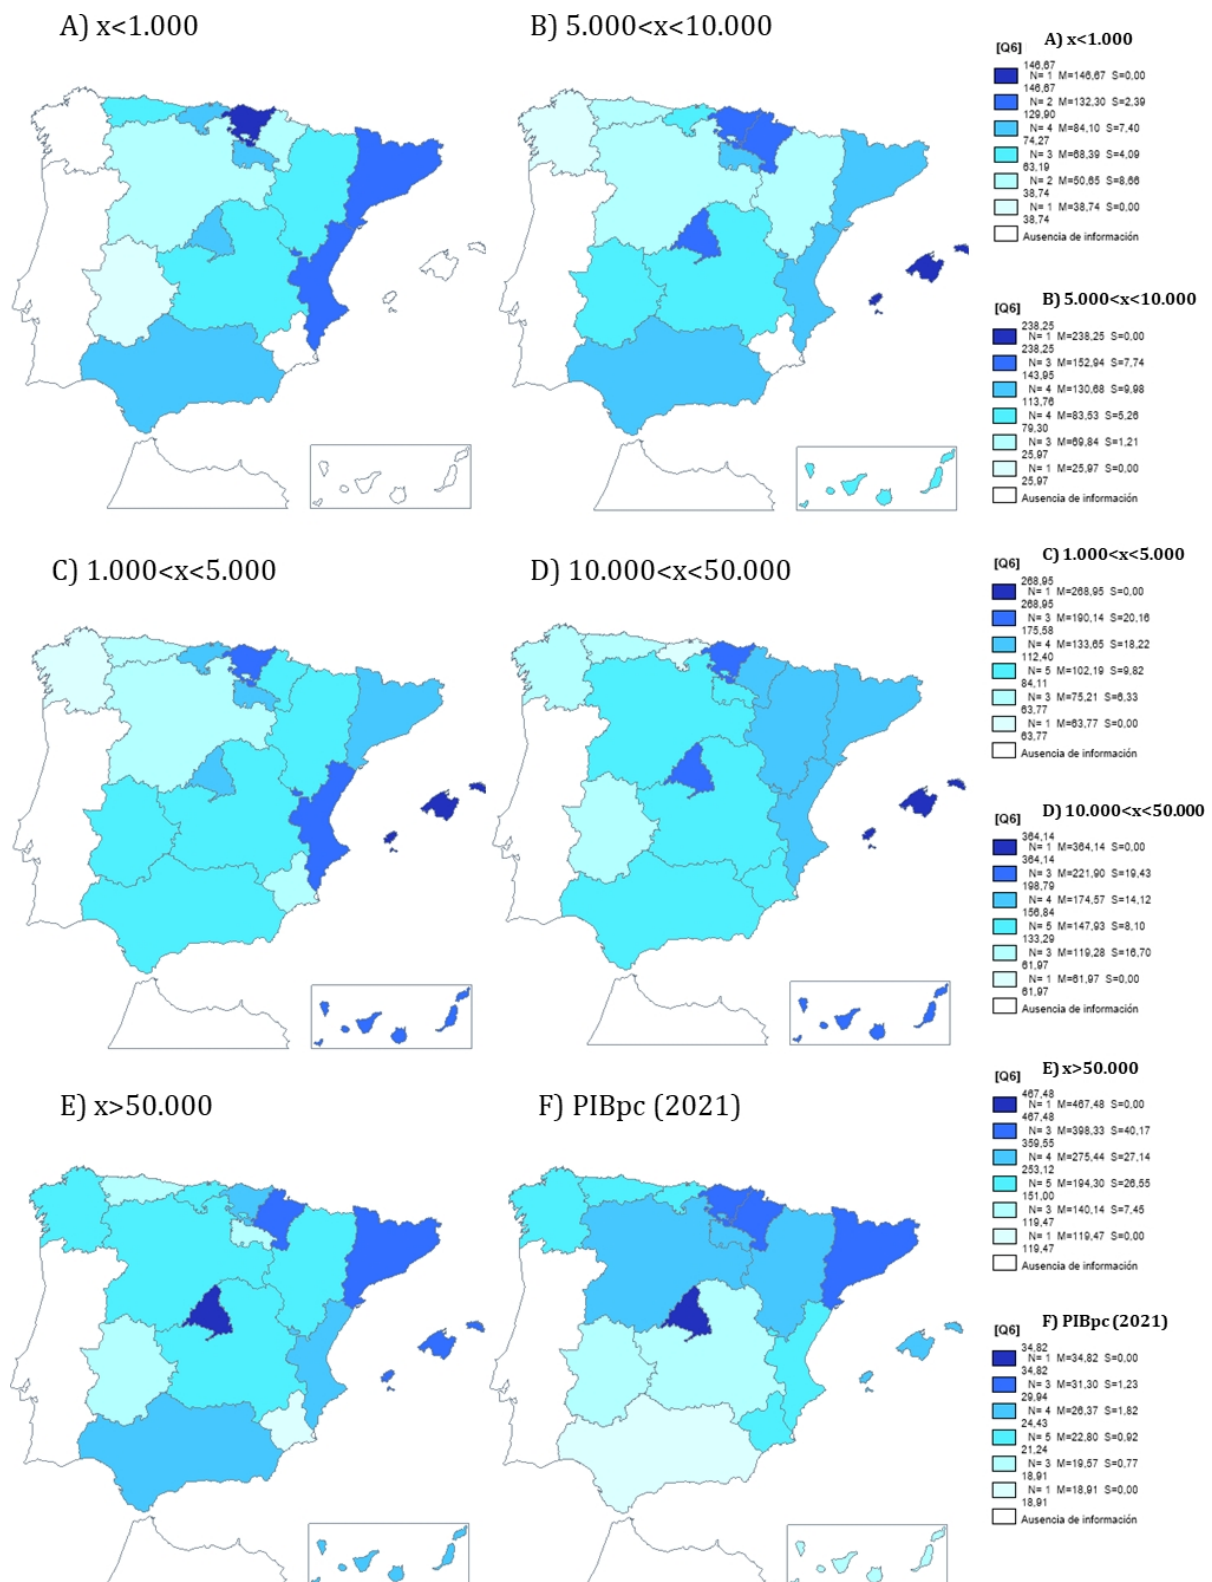 A) x<1.000
B) 5.000<x<10.000
C) 1.000<x<5.000
D) 10.000<x<50.000
E) x>50.000
F) PIBpc (2021)
[Q6] A) x<1.000
146,67
N= 1 M=146,67 S=0,00
146,67
N= 2 M=132,30 S=2,39
129,90
N= 4 M=84,10 S=7,40
74,27
N= 3 M=68,39 S=4,09
63,19
N= 2 M=50,65 S=8,66
38,74
N= 1 M=38,74 S=0,00
38,74
Ausencia de información
[Q6] B) 5.000<x<10.000
238,25
N= 1 M=238,25 S=0,00
238,25
N= 3 M=152,94 S=7,74
143,95
N= 4 M=130,68 S=9,98
113,76
N= 4 M=83,53 S=5,26
79,30
N= 3 M=69,84 S=1,21
25,97
N= 1 M=25,97 S=0,00
25,97
Ausencia de información
[Q6] C) 1.000<x<5.000
268,95
N= 1 M=268,95 S=0,00
268,95
N= 3 M=190,14 S=20,16
175,58
N= 4 M=133,65 S=18,22
112,40
N= 5 M=102,19 S=9,82
84,11
N= 3 M=75,21 S=6,33
63,77
N= 1 M=63,77 S=0,00
63,77
Ausencia de información
[Q6] D) 10.000<x<50.000
364,14
N= 1 M=364,14 S=0,00
364,14
N= 3 M=221,90 S=19,43
198,79
N= 4 M=174,57 S=14,12
156,84
N= 5 M=147,93 S=8,10
133,29
N= 3 M=119,28 S=16,70
61,97
N= 1 M=61,97 S=0,00
61,97
Ausencia de información
[Q6] E) x>50.000
467,48
N= 1 M=467,48 S=0,00
467,48
N= 3 M=398,33 S=40,17
359,55
N= 4 M=275,44 S=27,14
253,12
N= 5 M=194,30 S=26,55
151,00
N= 3 M=140,14 S=7,45
119,47
N= 1 M=119,47 S=0,00
119,47
Ausencia de información
[Q6] F) PIBpc (2021)
34,82
N= 1 M=34,82 S=0,00
34,82
N= 3 M=31,30 S=1,23
29,94
N= 4 M=26,37 S=1,82
24,43
N= 5 M=22,80 S=0,92
21,24
N= 3 M=19,57 S=0,77
18,91
N= 1 M=18,91 S=0,00
18,91
Ausencia de información